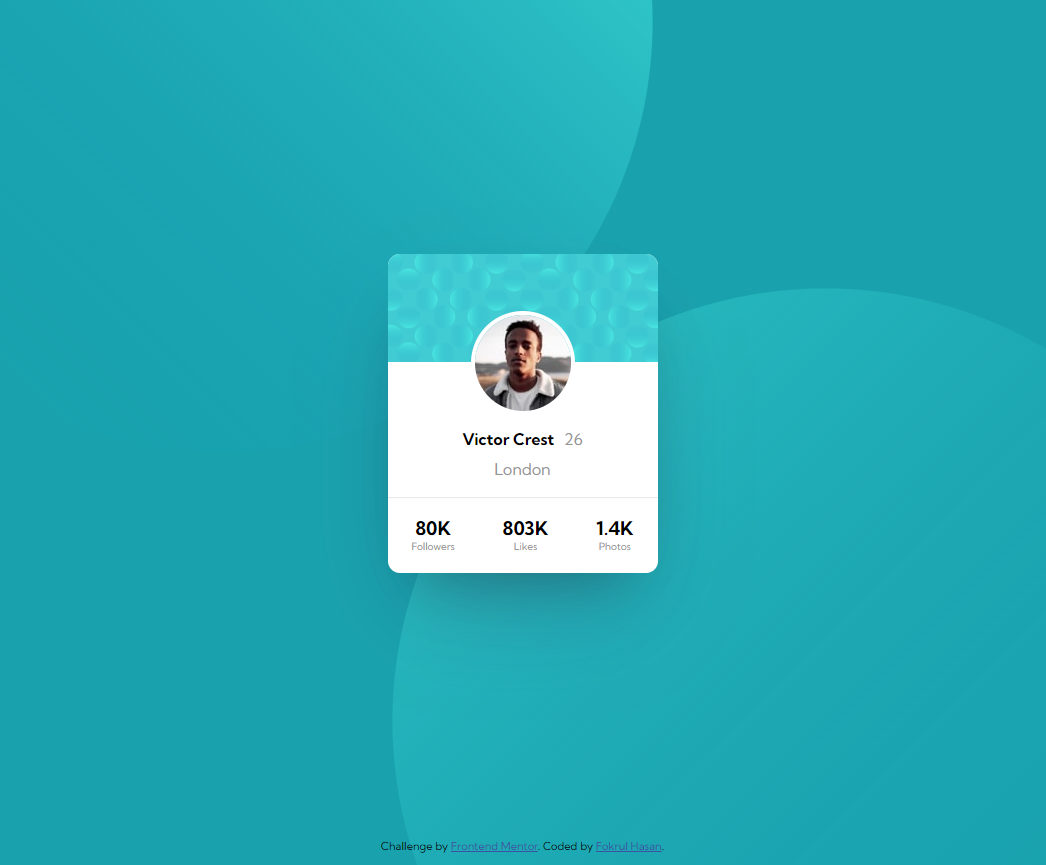 Victor Crest 26
London
80K 803K 1.4K
Followers Likes Photos
Challenge by Frontend Mentor. Coded by Fokrul Hasan.